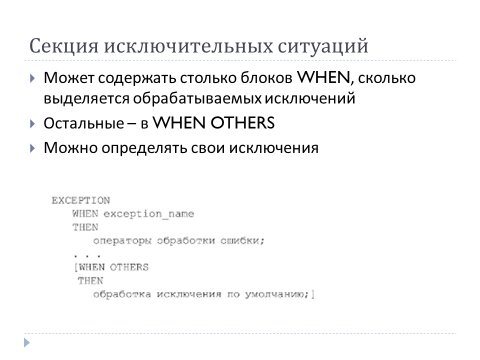 Секция исключительных ситуаций
Может содержать столько блоков WHEN, сколько
выделяется обрабатываемых исключений
Остальные – в WHEN OTHERS
Можно определять свои исключения
EXCEPTION
WHEN exception_name
THEN
операторы обработки ошибки;
. . .
[WHEN OTHERS
THEN
обработка исключения по умолчанию;]